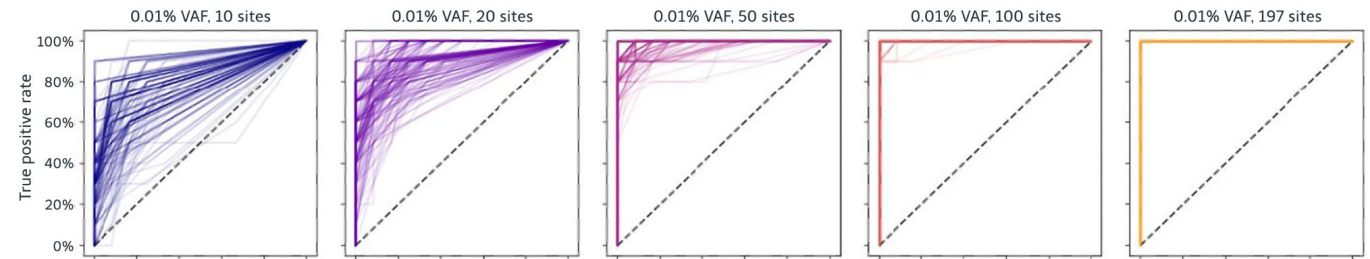 0.01% VAF, 10 sites
0.01% VAF, 20 sites
0.01% VAF, 50 sites
0.01% VAF, 100 sites
0.01% VAF, 197 sites
True positive rate
100%
80%
60%
40%
20%
0%